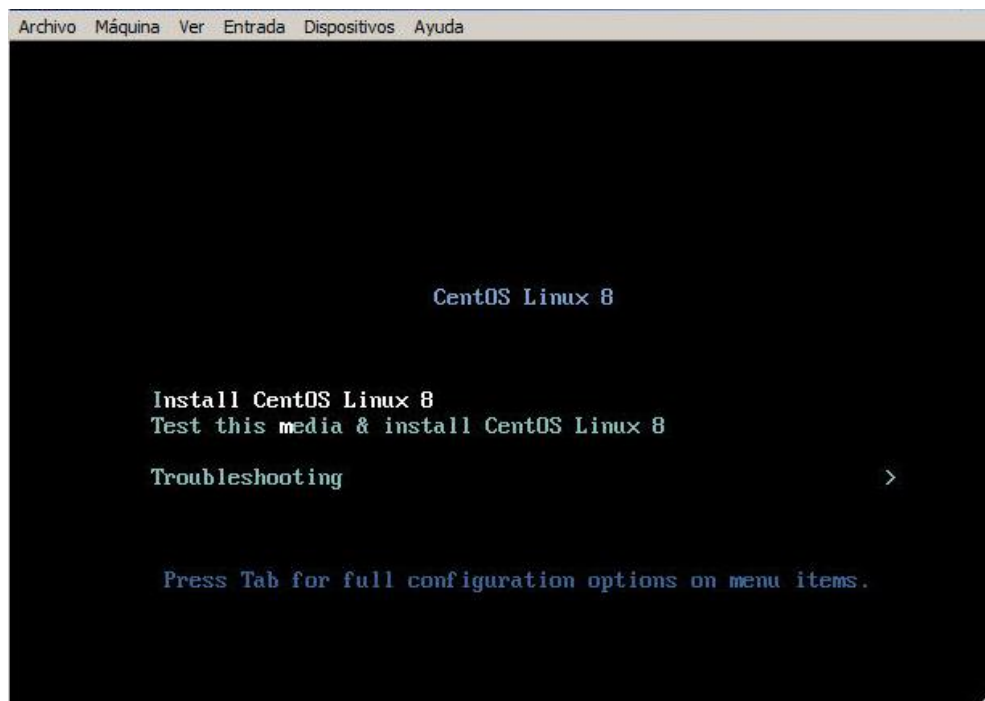 Archivo Máquina Ver Entrada Dispositivos Ayuda
CentOS Linux 8
Install CentOS Linux 8
Test this media & install CentOS Linux 8
Troubleshooting >
Press Tab for full configuration options on menu items.